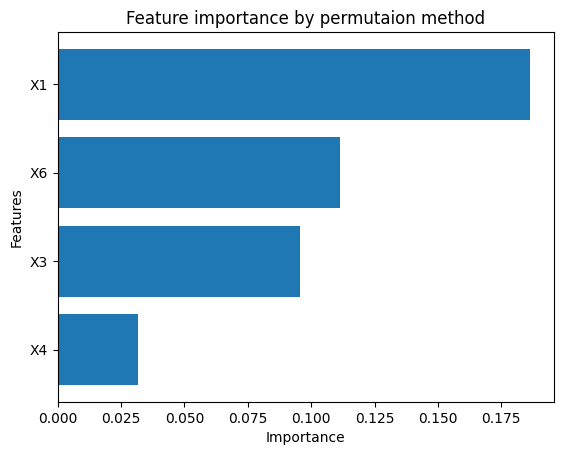 Feature importance by permutaion method
X1
X6
X3
X4
Features
0.000 0.025 0.050 0.075 0.100 0.125 0.150 0.175
Importance